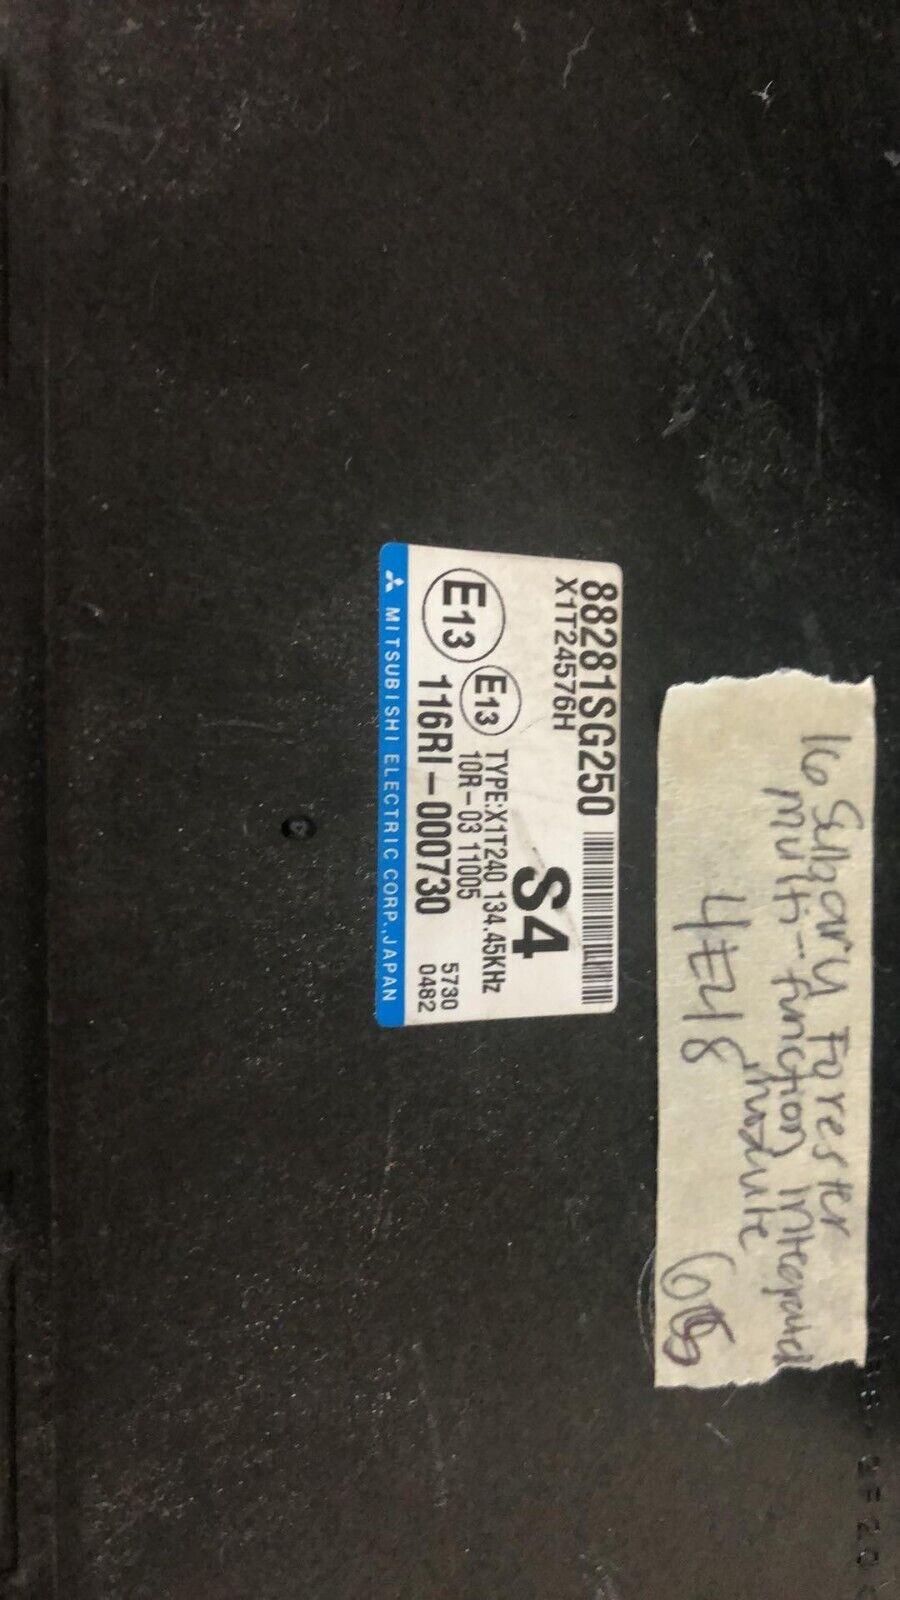 88281SG250
X1T24576H
S4
E13 TYPE:X1T240 134.45KHz
10R-03 11005
E13 116RI-000730
5730
0482
MITSUBISHI ELECTRIC CORP.,JAPAN
16 Subaru Forester
multi-function integrated
module
4E48